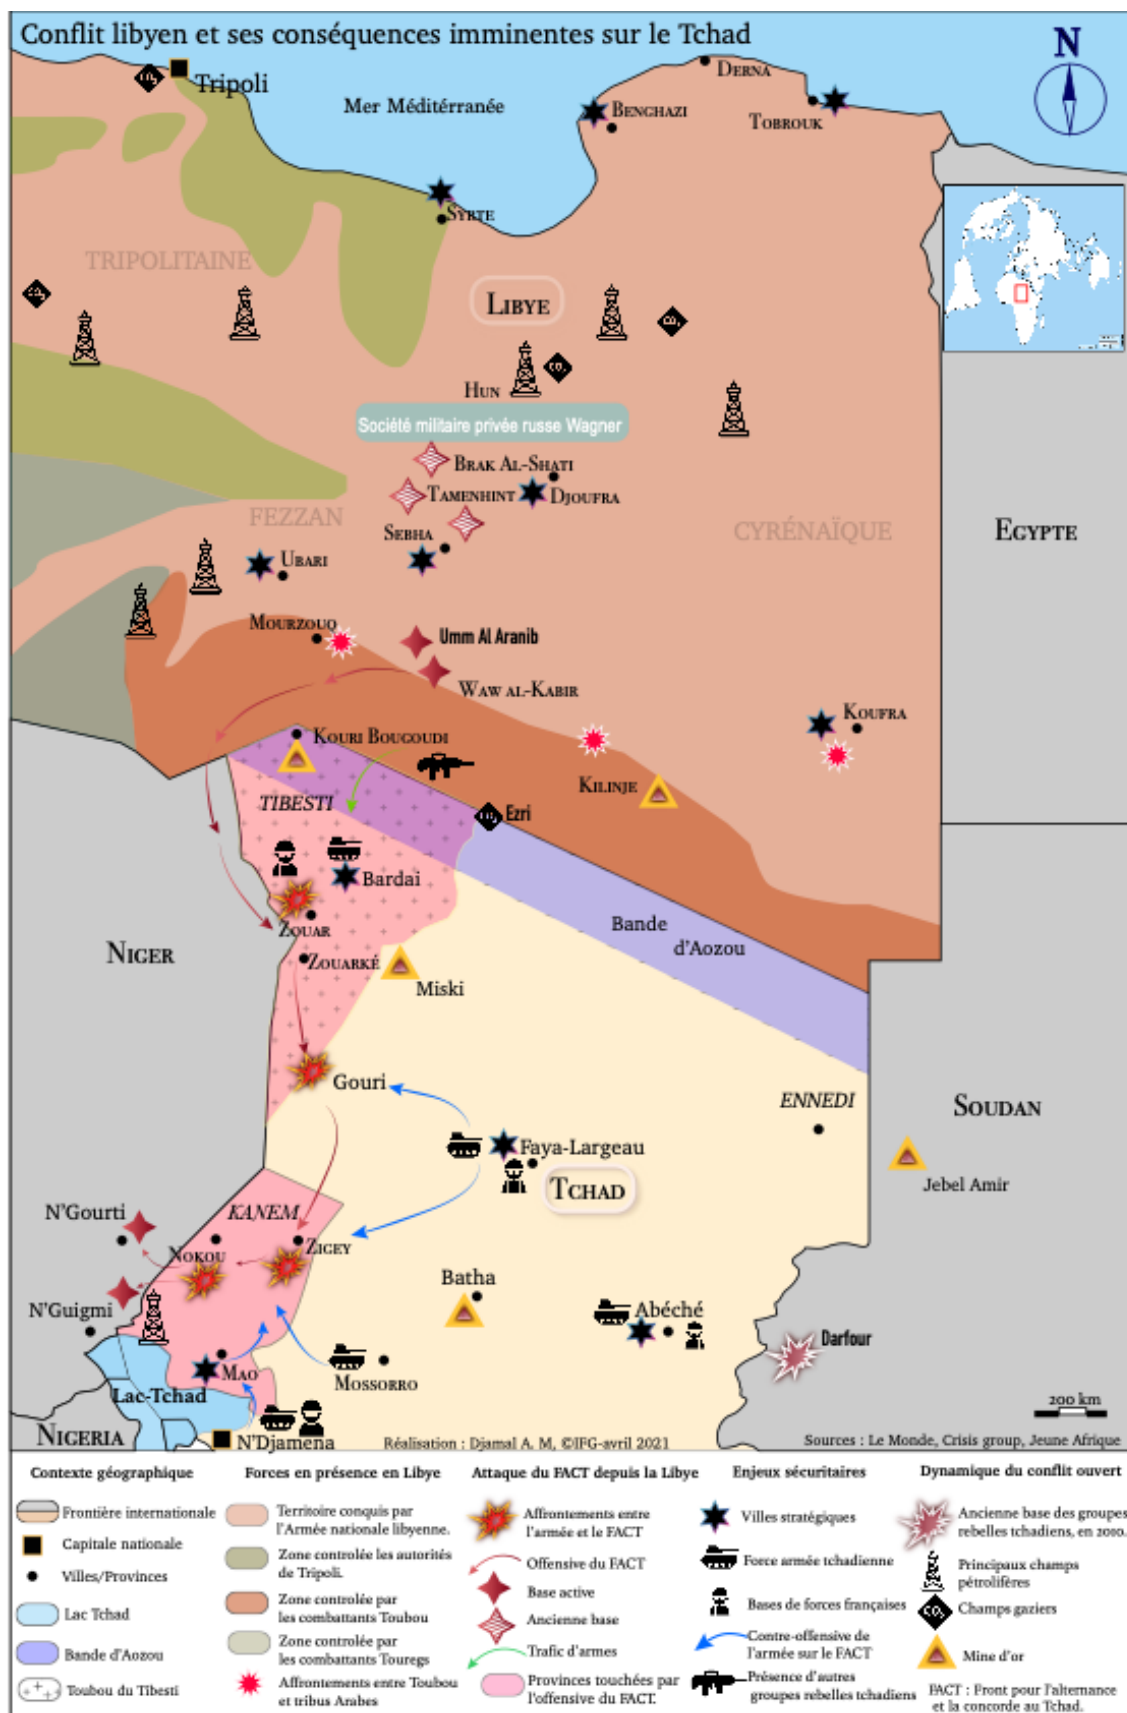 Conflit libyen et ses conséquences imminentes sur le Tchad
N
Tripoli
Mer Méditérranée
Derna
Benghazi
Tobrouk
Syrte
TRIPOLITAINE
Libye
Hun
Société militaire privée russe Wagner
Brak Al-Shati
Tamenhint
Djoufra
FEZZAN
Sebha
CYRÉNAÏQUE
Egypte
Ubari
Mourzouq
Umm Al Aranib
Waw al-Kabir
Koufra
Kouri Bougoudi
Kilinje
TIBESTI
Ezri
Bardai
Bande
d'Aozou
Zouar
Niger
Zouarké
Miski
Gouri
ENNEDI
Soudan
Faya-Largeau
Tchad
Jebel Amir
N'Gourti
KANEM
Nokou
Zigey
Batha
Abéché
N'Guigmi
Darfour
Mao
Mossorro
Lac-Tchad
200 km
Nigeria
N'Djamena
Réalisation : Djamal A. M, ©IFG-avril 2021
Sources : Le Monde, Crisis group, Jeune Afrique
Contexte géographique
Frontière internationale
Capitale nationale
Villes/Provinces
Lac Tchad
Bande d'Aozou
Toubou du Tibesti
Forces en présence en Libye
Territoire conquis par
l'Armée nationale libyenne.
Zone controlée les autorités
de Tripoli.
Zone controlée par
les combattants Toubou
Zone controlée par
les combattants Touregs
Affrontements entre Toubou
et tribus Arabes
Attaque du FACT depuis la Libye
Affrontements entre
l'armée et le FACT
Offensive du FACT
Base active
Ancienne base
Trafic d'armes
Provinces touchées par
l'offensive du FACT.
Enjeux sécuritaires
Villes stratégiques
Force armée tchadienne
Bases de forces françaises
Contre-offensive de
l'armée sur le FACT
Présence d'autres
groupes rebelles tchadiens
Dynamique du conflit ouvert
Ancienne base des groupes
rebelles tchadiens, en 2010.
Principaux champs
pétrolifères
Champs gaziers
Mine d'or
FACT : Front pour l'alternance
et la concorde au Tchad.